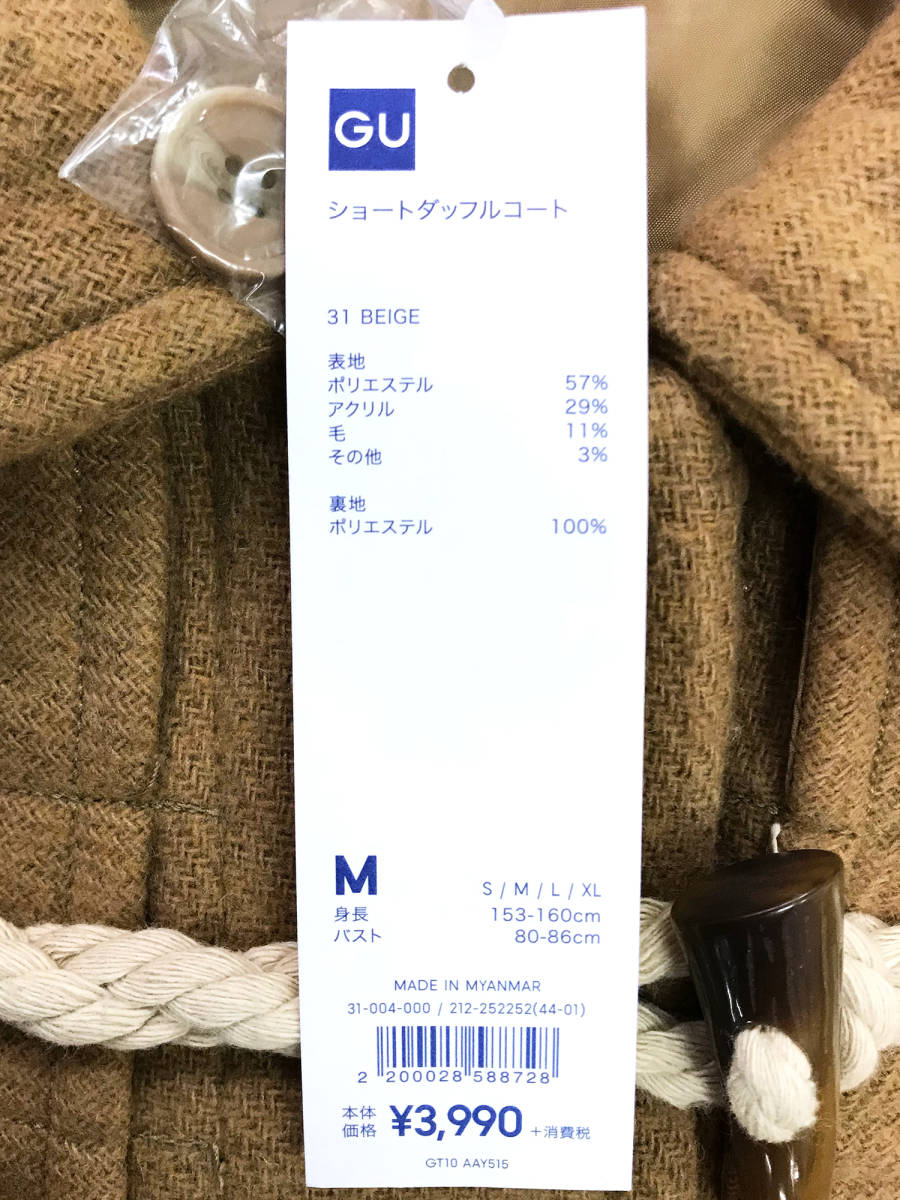 GU
ショートダッフルコート
31 BEIGE
表地
ポリエステル 57%
アクリル 29%
毛 11%
その他 3%
裏地
ポリエステル 100%
M S / M / L / XL
身長 153-160cm
バスト 80-86cm
MADE IN MYANMAR
31-004-000 / 212-252252(44-01)
2 200028 588728
本体価格 ¥3,990 +消費税
GT10 AAY515